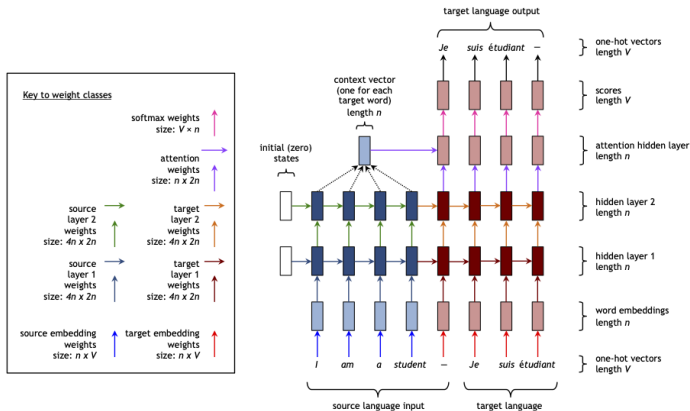 target language output
Je suis étudiant –
one-hot vectors
length V
Key to weight classes
context vector
(one for each
target word)
length n
scores
length V
softmax weights
size: V × n
initial (zero)
states
attention hidden layer
length n
attention
weights
size: n x 2n
source
layer 2
weights
size: 4n x 2n
target
layer 2
weights
size: 4n x 2n
hidden layer 2
length n
source
layer 1
weights
size: 4n x 2n
target
layer 1
weights
size: 4n x 2n
hidden layer 1
length n
source embedding
weights
size: n x V
target embedding
weights
size: n x V
word embeddings
length n
I am a student – Je suis étudiant
one-hot vectors
length V
source language input
target language